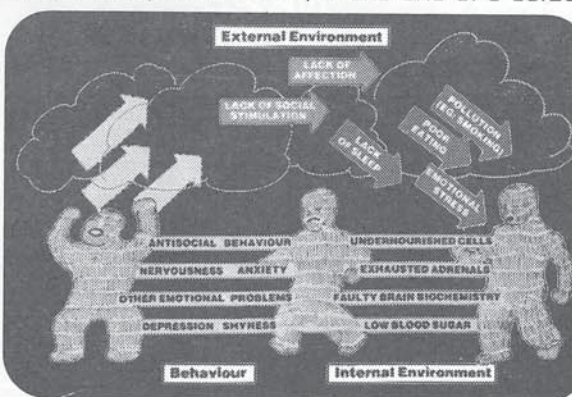 External Environment
LACK OF
AFFECTION
LACK OF SOCIAL
STIMULATION
LACK
OF SLEEP
POOR
EATING
POLLUTION
(EG. SMOKING)
EMOTIONAL
STRESS
ANTISOCIAL BEHAVIOUR
UNDERNOURISHED CELLS
NERVOUSNESS ANXIETY
EXHAUSTED ADRENALS
OTHER EMOTIONAL PROBLEMS
FAULTY BRAIN BIOCHEMISTRY
DEPRESSION SHYNESS
LOW BLOOD SUGAR
Behaviour
Internal Environment